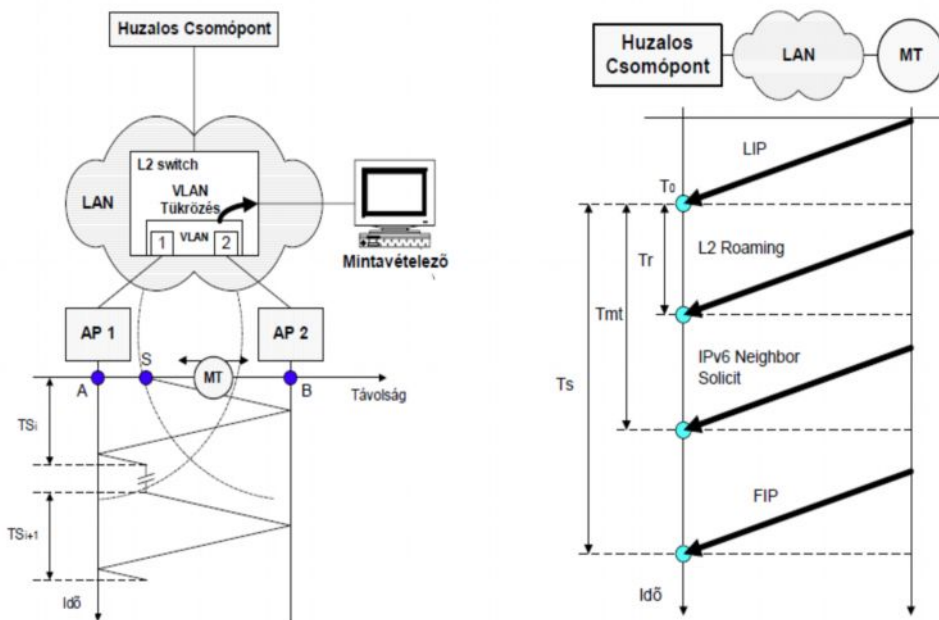 Huzalos Csomópont
L2 switch
VLAN
Tükrözés
LAN
1
VLAN
2
Mintavételező
AP 1
AP 2
S
MT
A
B
Távolság
TSi
TSi+1
Idő
Huzalos
Csomópont
LAN
MT
LIP
T0
L2 Roaming
Tr
Tmt
IPv6 Neighbor
Solicit
Ts
FIP
Idő